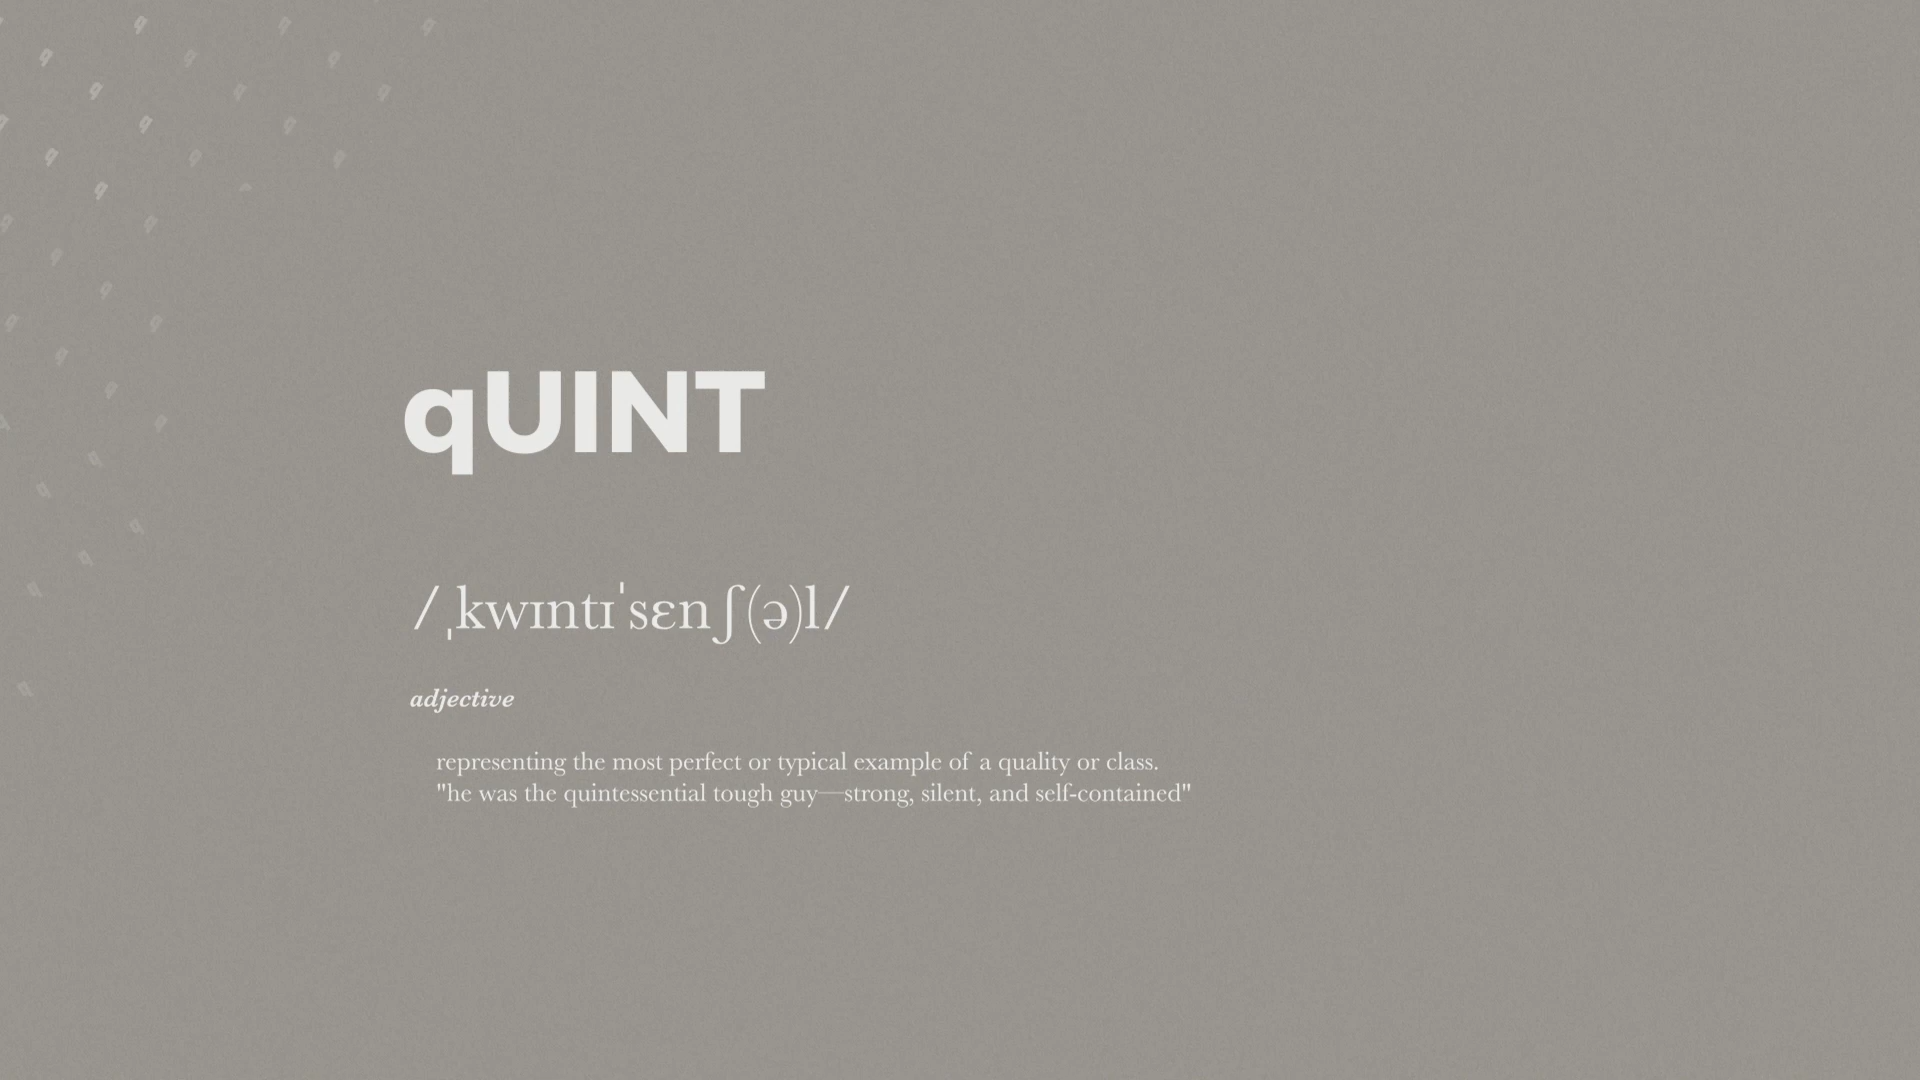 qUINT
/ˌkwɪntɪˈsɛnʃ(ə)l/
adjective
representing the most perfect or typical example of a quality or class.
"he was the quintessential tough guy—strong, silent, and self-contained"